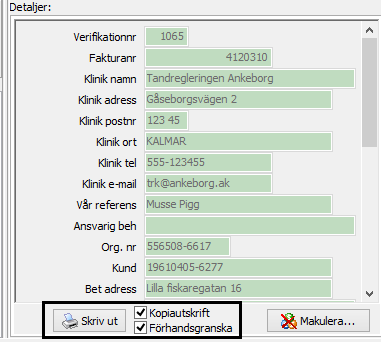 Detaljer:
Verifikationnr 1065
Fakturanr 4120310
Klinik namn Tandregleringen Ankeborg
Klinik adress Gåseborgsvägen 2
Klinik postnr 123 45
Klinik ort KALMAR
Klinik tel 555-123455
Klinik e-mail trk@ankeborg.ak
Vår referens Musse Pigg
Ansvarig beh
Org. nr 556508-6617
Kund 19610405-6277
Bet adress Lilla fiskaregatan 16
Skriv ut Kopiautskrift Makulera...
Förhandsgranska